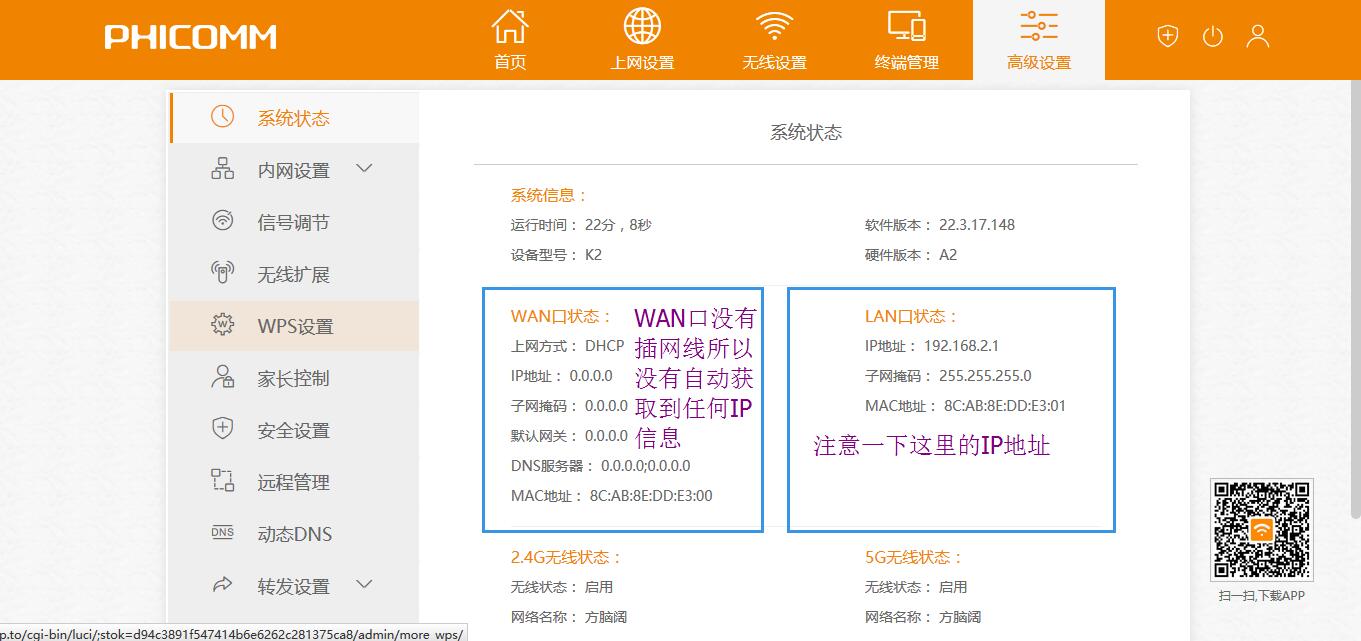 PHICOMM
首页
上网设置
无线设置
终端管理
高级设置
系统状态
内网设置
信号调节
无线扩展
WPS设置
家长控制
安全设置
远程管理
DNS
动态DNS
转发设置
系统状态
系统信息：
运行时间： 22分，8秒
软件版本： 22.3.17.148
设备型号： K2
硬件版本： A2
WAN口状态：
上网方式： DHCP
IP地址： 0.0.0.0
子网掩码： 0.0.0.0
默认网关： 0.0.0.0
DNS服务器： 0.0.0.0;0.0.0.0
MAC地址： 8C:AB:8E:DD:E3:00
WAN口没有
插网线所以
没有自动获
取到任何IP
信息
LAN口状态：
IP地址： 192.168.2.1
子网掩码： 255.255.255.0
MAC地址： 8C:AB:8E:DD:E3:01
注意一下这里的IP地址
2.4G无线状态：
无线状态： 启用
网络名称： 方脑阔
5G无线状态：
无线状态： 启用
网络名称： 方脑阔
扫一扫,下载APP
p.to/cgi-bin/luci/;stok=d94c3891f547414b6e6262c281375ca8/admin/more_wps/